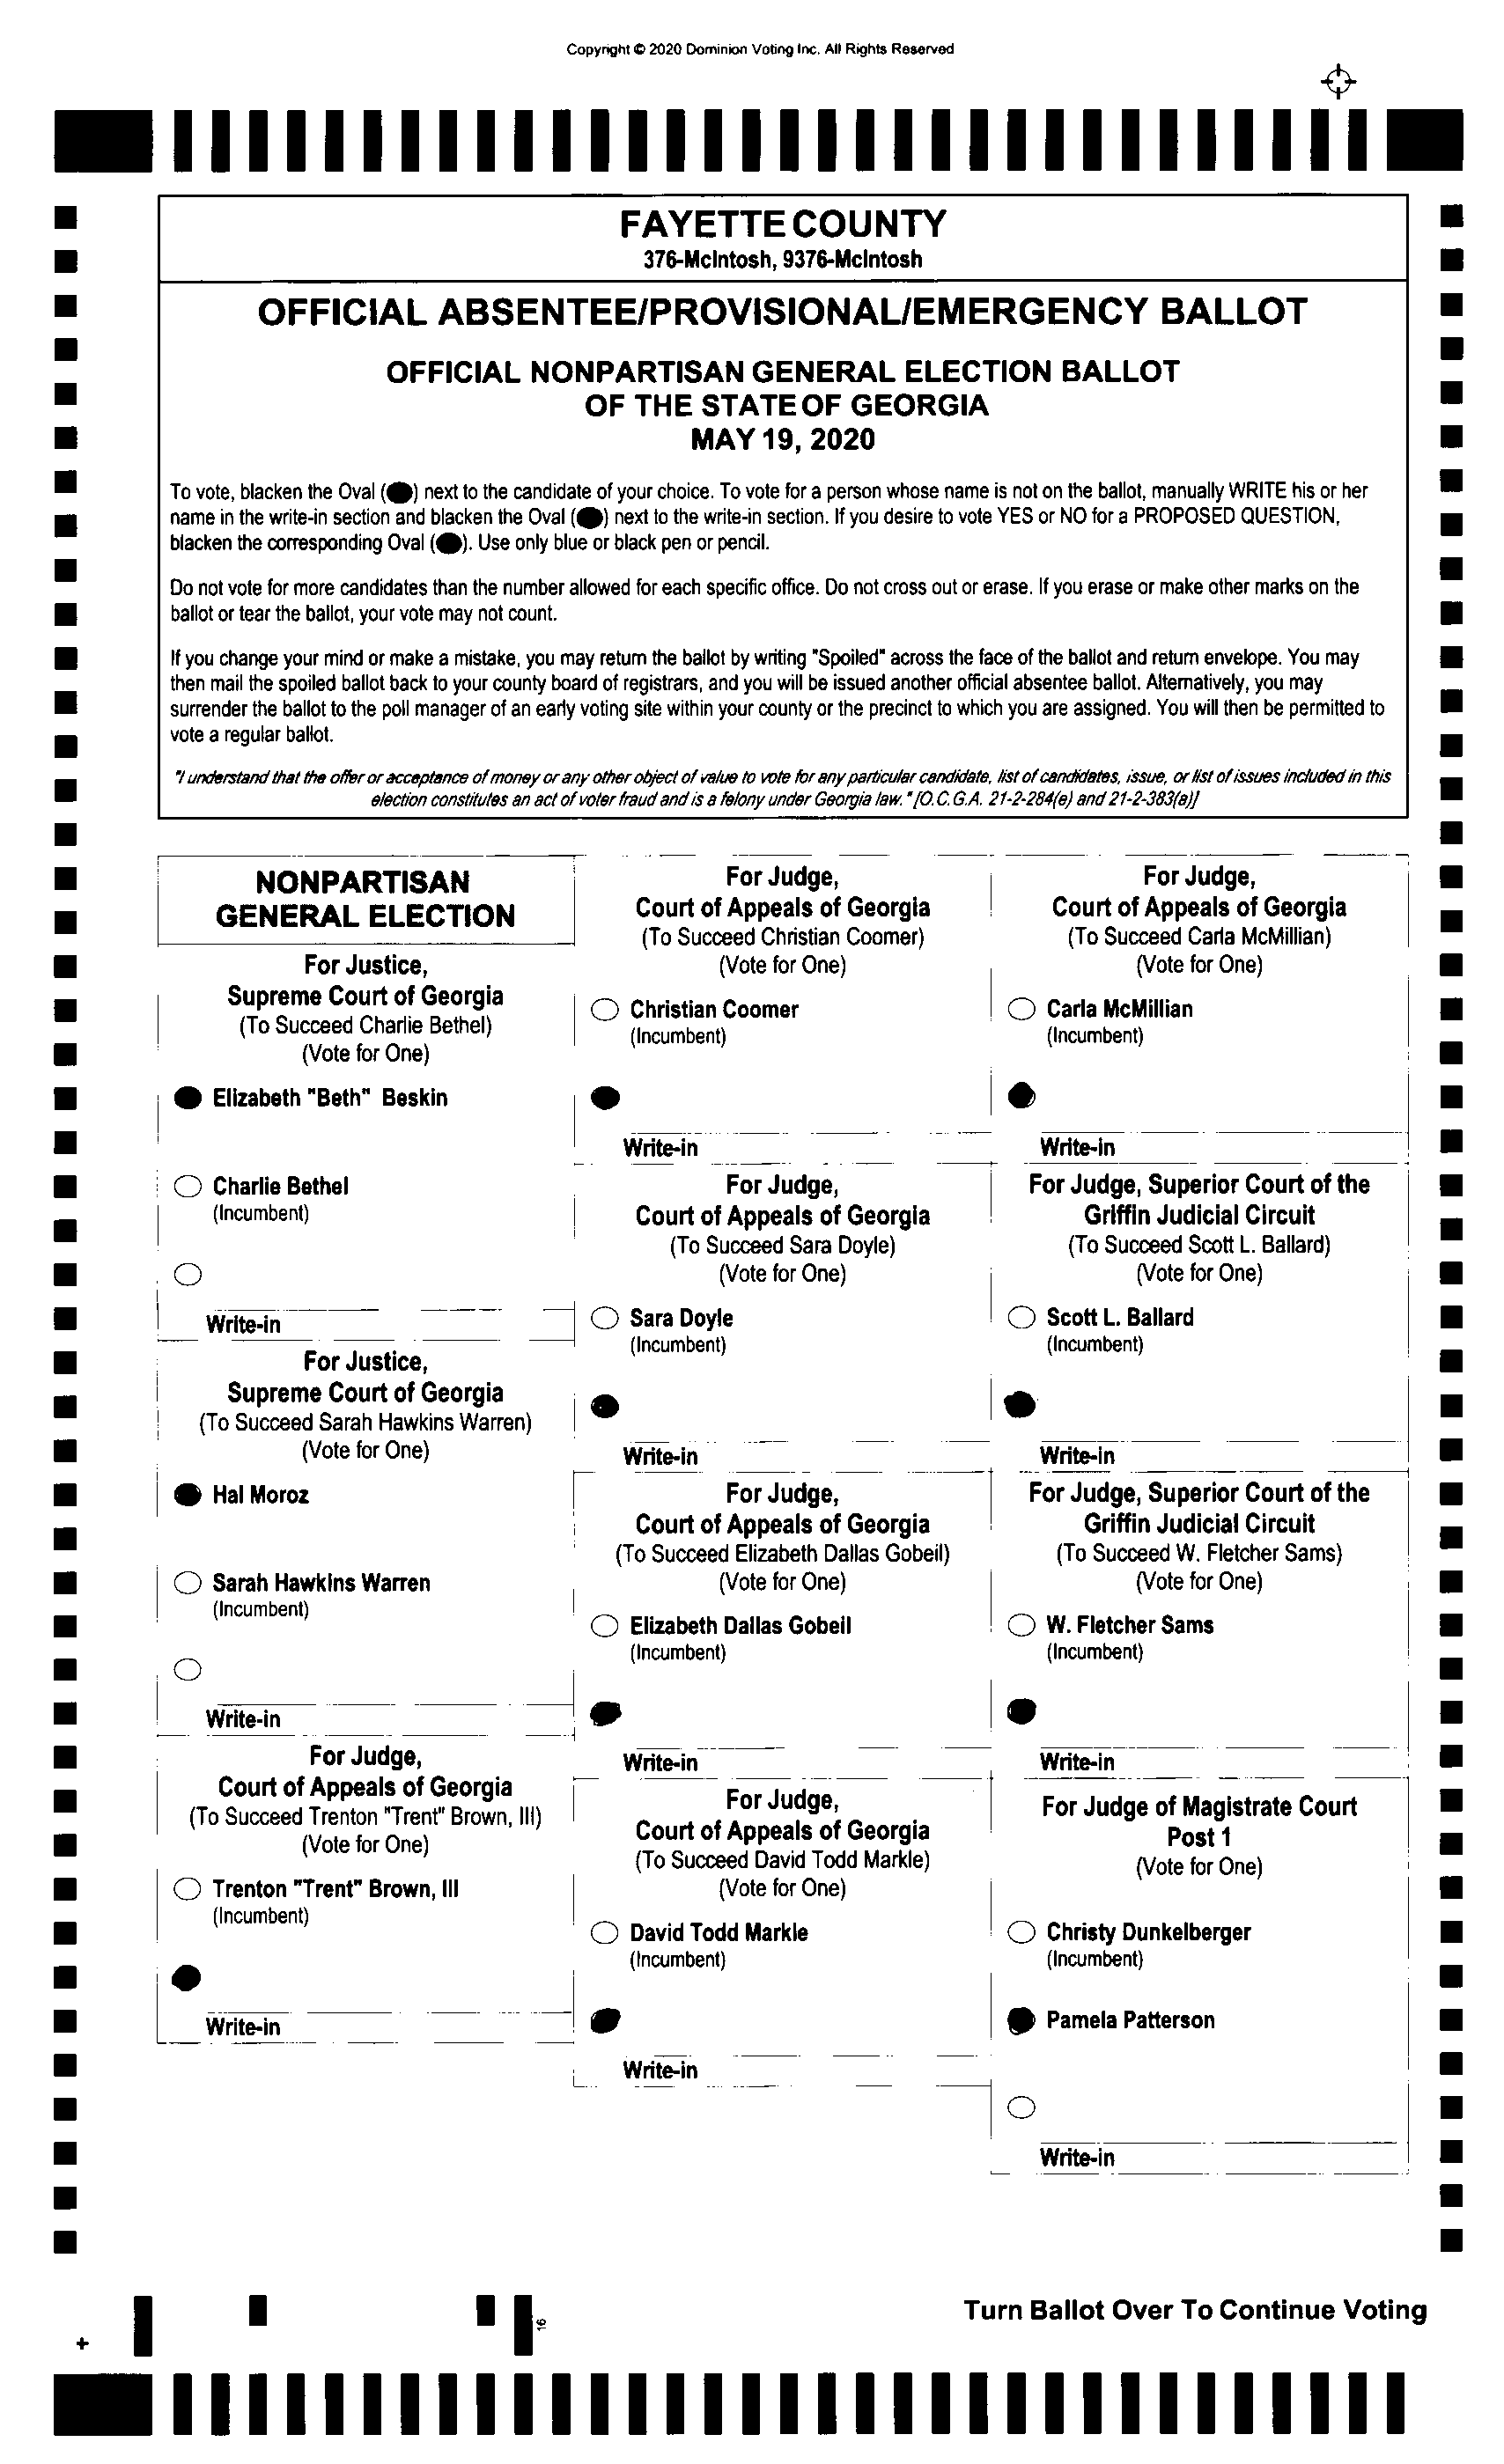 Copyright © 2020 Dominion Voting Inc. All Rights Reserved
FAYETTE COUNTY
376-McIntosh, 9376-McIntosh
OFFICIAL ABSENTEE/PROVISIONAL/EMERGENCY BALLOT
OFFICIAL NONPARTISAN GENERAL ELECTION BALLOT
OF THE STATE OF GEORGIA
MAY 19, 2020
To vote, blacken the Oval (●) next to the candidate of your choice. To vote for a person whose name is not on the ballot, manually WRITE his or her
name in the write-in section and blacken the Oval (●) next to the write-in section. If you desire to vote YES or NO for a PROPOSED QUESTION,
blacken the corresponding Oval (●). Use only blue or black pen or pencil.
Do not vote for more candidates than the number allowed for each specific office. Do not cross out or erase. If you erase or make other marks on the
ballot or tear the ballot, your vote may not count.
If you change your mind or make a mistake, you may return the ballot by writing "Spoiled" across the face of the ballot and return envelope. You may
then mail the spoiled ballot back to your county board of registrars, and you will be issued another official absentee ballot. Alternatively, you may
surrender the ballot to the poll manager of an early voting site within your county or the precinct to which you are assigned. You will then be permitted to
vote a regular ballot.
"I understand that the offer or acceptance of money or any other object of value to vote for any particular candidate, list of candidates, issue, or list of issues included in this
election constitutes an act of voter fraud and is a felony under Georgia law." [O.C.G.A. 21-2-284(e) and 21-2-383(a)]
NONPARTISAN
GENERAL ELECTION
For Justice,
Supreme Court of Georgia
(To Succeed Charlie Bethel)
(Vote for One)
Elizabeth "Beth" Beskin
Charlie Bethel
(Incumbent)
Write-in
For Justice,
Supreme Court of Georgia
(To Succeed Sarah Hawkins Warren)
(Vote for One)
Hal Moroz
Sarah Hawkins Warren
(Incumbent)
Write-in
For Judge,
Court of Appeals of Georgia
(To Succeed Trenton "Trent" Brown, III)
(Vote for One)
Trenton "Trent" Brown, III
(Incumbent)
Write-in
For Judge,
Court of Appeals of Georgia
(To Succeed Christian Coomer)
(Vote for One)
Christian Coomer
(Incumbent)
Write-in
For Judge,
Court of Appeals of Georgia
(To Succeed Sara Doyle)
(Vote for One)
Sara Doyle
(Incumbent)
Write-in
For Judge,
Court of Appeals of Georgia
(To Succeed Elizabeth Dallas Gobeil)
(Vote for One)
Elizabeth Dallas Gobeil
(Incumbent)
Write-in
For Judge,
Court of Appeals of Georgia
(To Succeed David Todd Markle)
(Vote for One)
David Todd Markle
(Incumbent)
Write-in
For Judge,
Court of Appeals of Georgia
(To Succeed Carla McMillian)
(Vote for One)
Carla McMillian
(Incumbent)
Write-in
For Judge, Superior Court of the
Griffin Judicial Circuit
(To Succeed Scott L. Ballard)
(Vote for One)
Scott L. Ballard
(Incumbent)
Write-in
For Judge, Superior Court of the
Griffin Judicial Circuit
(To Succeed W. Fletcher Sams)
(Vote for One)
W. Fletcher Sams
(Incumbent)
Write-in
For Judge of Magistrate Court
Post 1
(Vote for One)
Christy Dunkelberger
(Incumbent)
Pamela Patterson
Write-in
Turn Ballot Over To Continue Voting
16
+